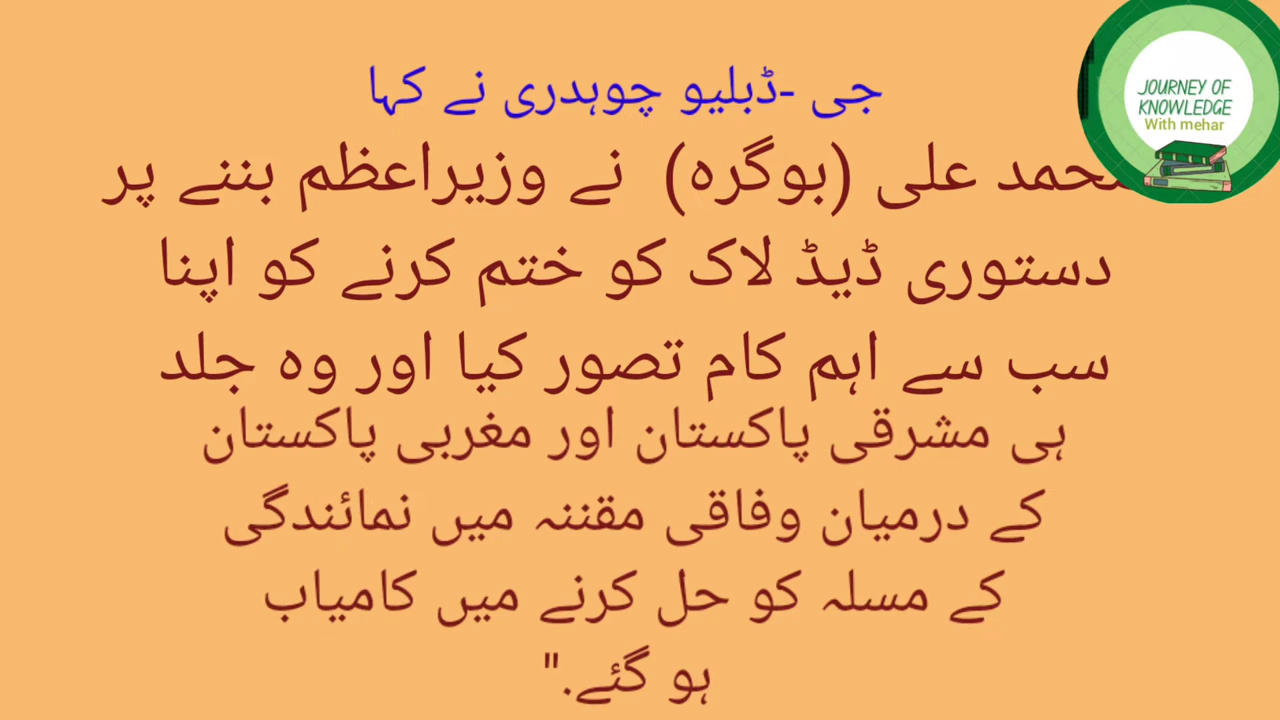 جی -ڈبلیو چوہدری نے کہا
JOURNEY OF
KNOWLEDGE
With mehar
محمد علی (بوگرہ) نے وزیراعظم بننے پر
دستوری ڈیڈ لاک کو ختم کرنے کو اپنا
سب سے اہم کام تصور کیا اور وہ جلد
ہی مشرقی پاکستان اور مغربی پاکستان
کے درمیان وفاقی مقننہ میں نمائندگی
کے مسلہ کو حل کرنے میں کامیاب
ہو گئے."